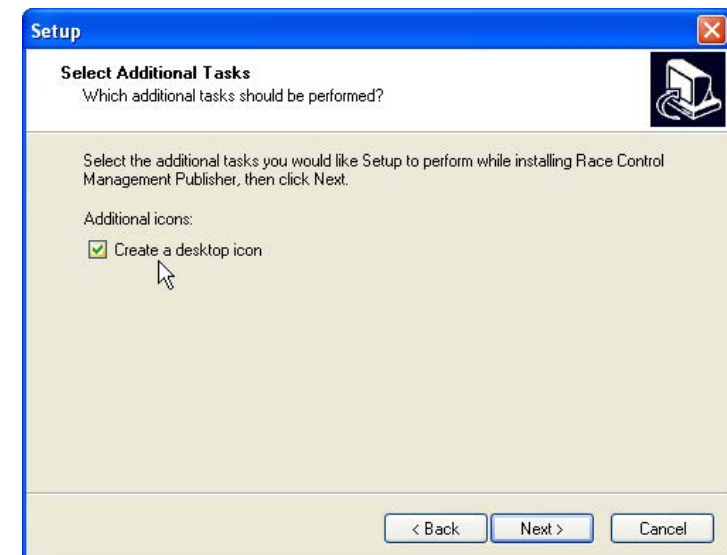 Setup
Select Additional Tasks
Which additional tasks should be performed?
Select the additional tasks you would like Setup to perform while installing Race Control
Management Publisher, then click Next.
Additional icons:
Create a desktop icon
< Back
Next >
Cancel